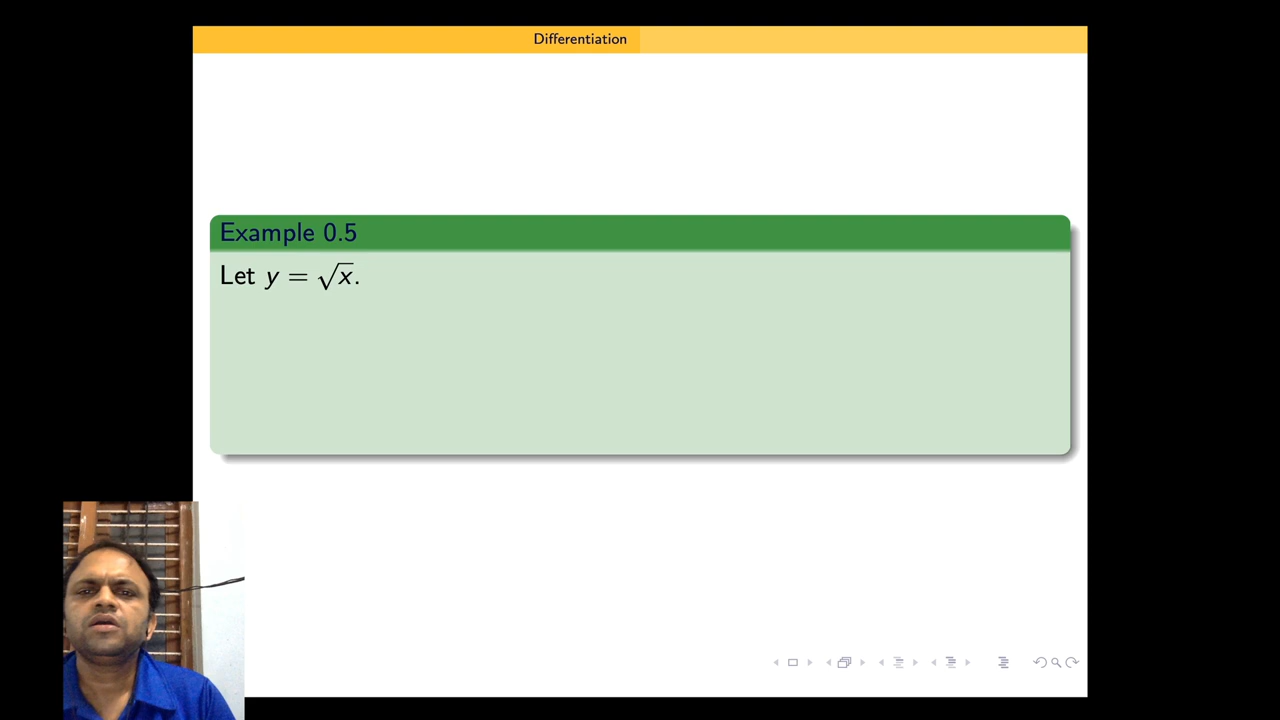 Differentiation
Example 0.5
Let y = √x.